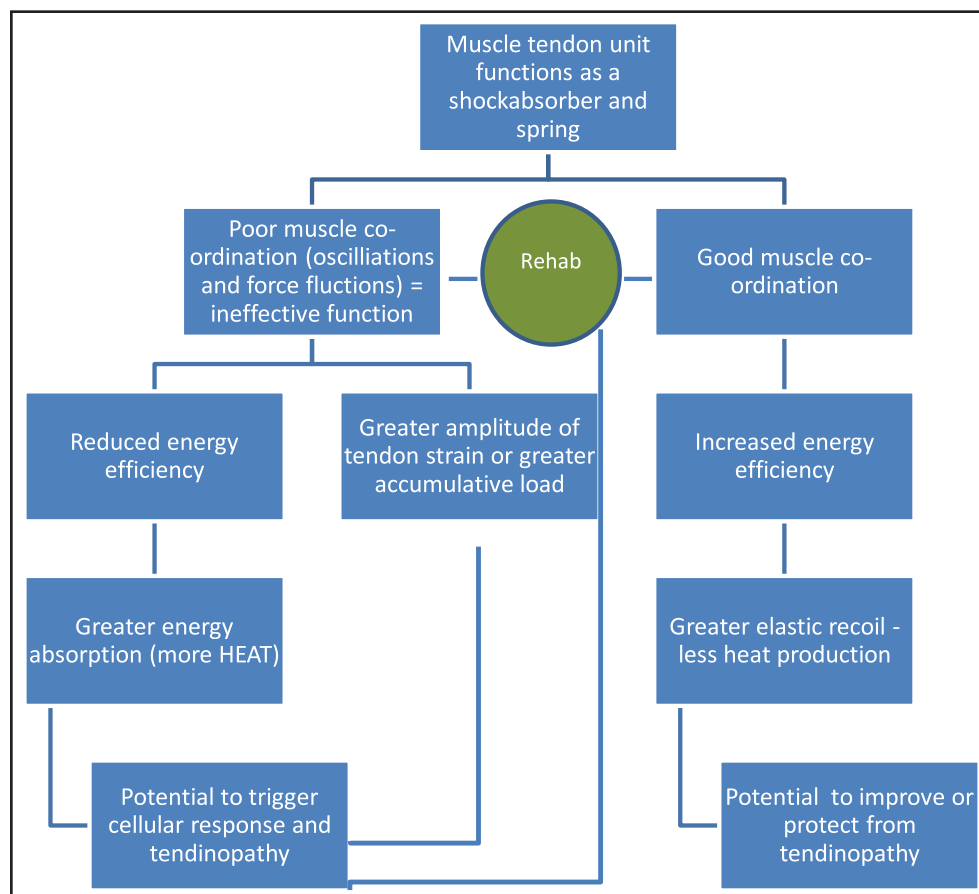 Muscle tendon unit
functions as a
shockabsorber and
spring
Poor muscle co-
ordination (oscilliations
and force fluctions) =
ineffective function
Rehab
Good muscle co-
ordination
Reduced energy
efficiency
Greater amplitude of
tendon strain or greater
accumulative load
Increased energy
efficiency
Greater energy
absorption (more HEAT)
Greater elastic recoil -
less heat production
Potential to trigger
cellular response and
tendinopathy
Potential  to improve or
protect from
tendinopathy